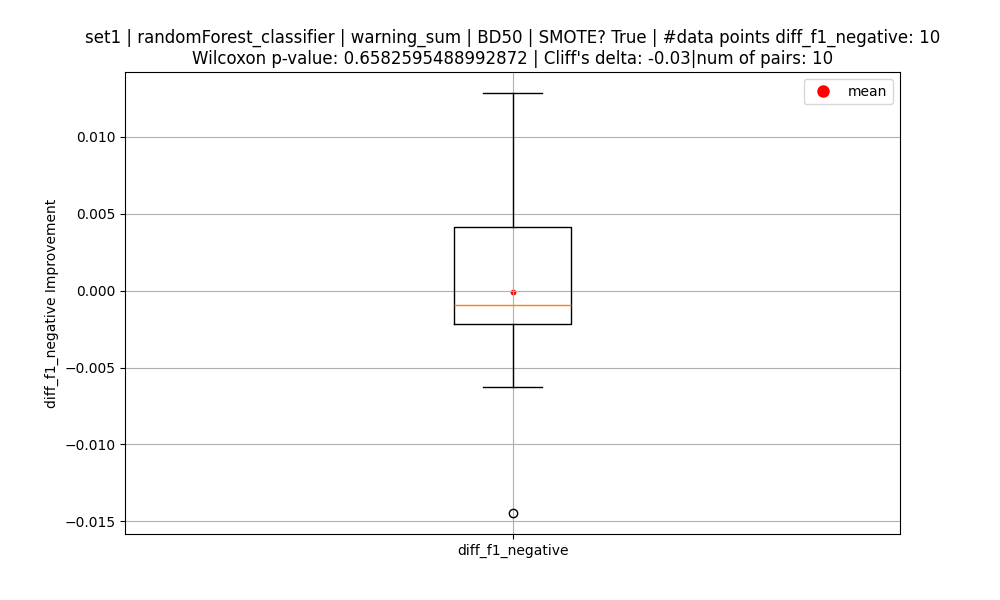 set1 | randomForest_classifier | warning_sum | BD50 | SMOTE? True | #data points diff_f1_negative: 10
Wilcoxon p-value: 0.6582595488992872 | Cliff's delta: -0.03|num of pairs: 10
mean
0.010
0.005
0.000
−0.005
−0.010
−0.015
diff_f1_negative Improvement
diff_f1_negative